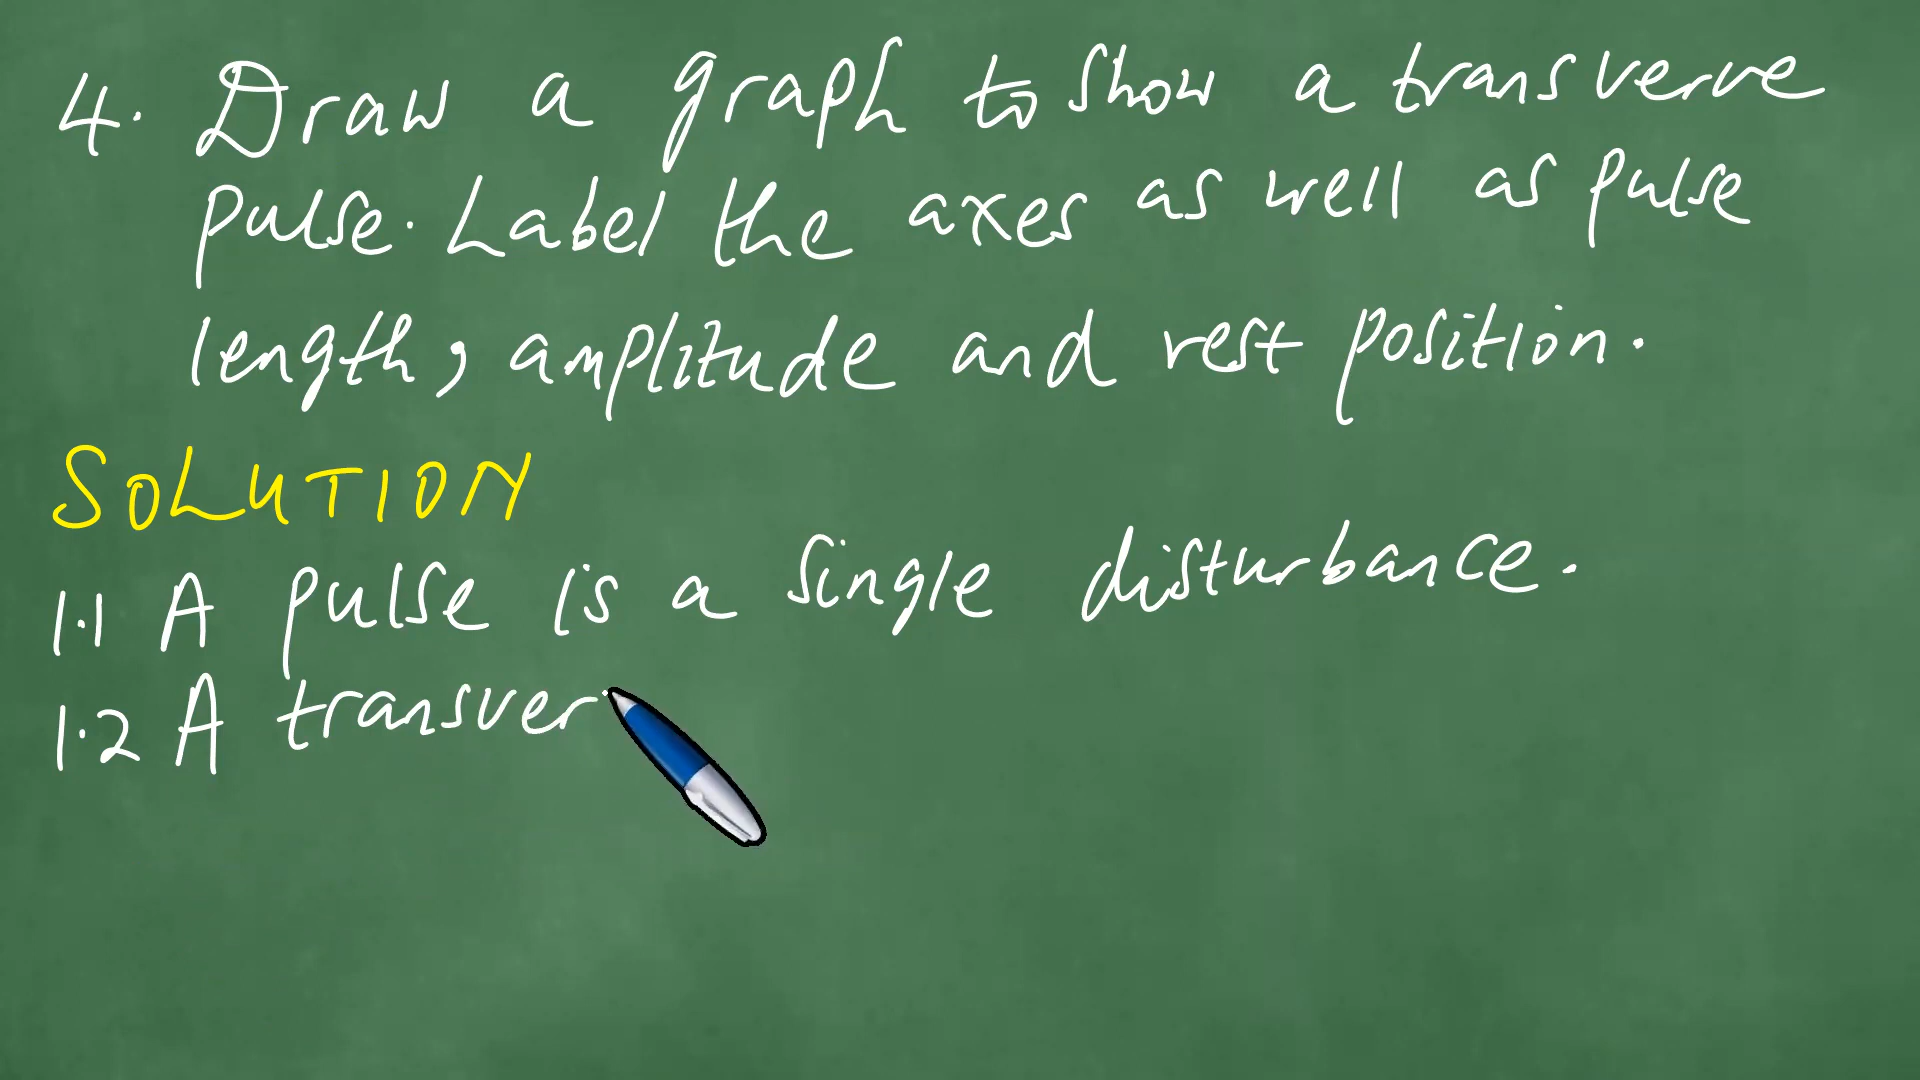 4. Draw a graph to show a transverve
pulse. Label the axes as well as pulse
length, amplitude and rest position.
SOLUTION
1.1 A pulse is a single disturbance.
1.2 A transver